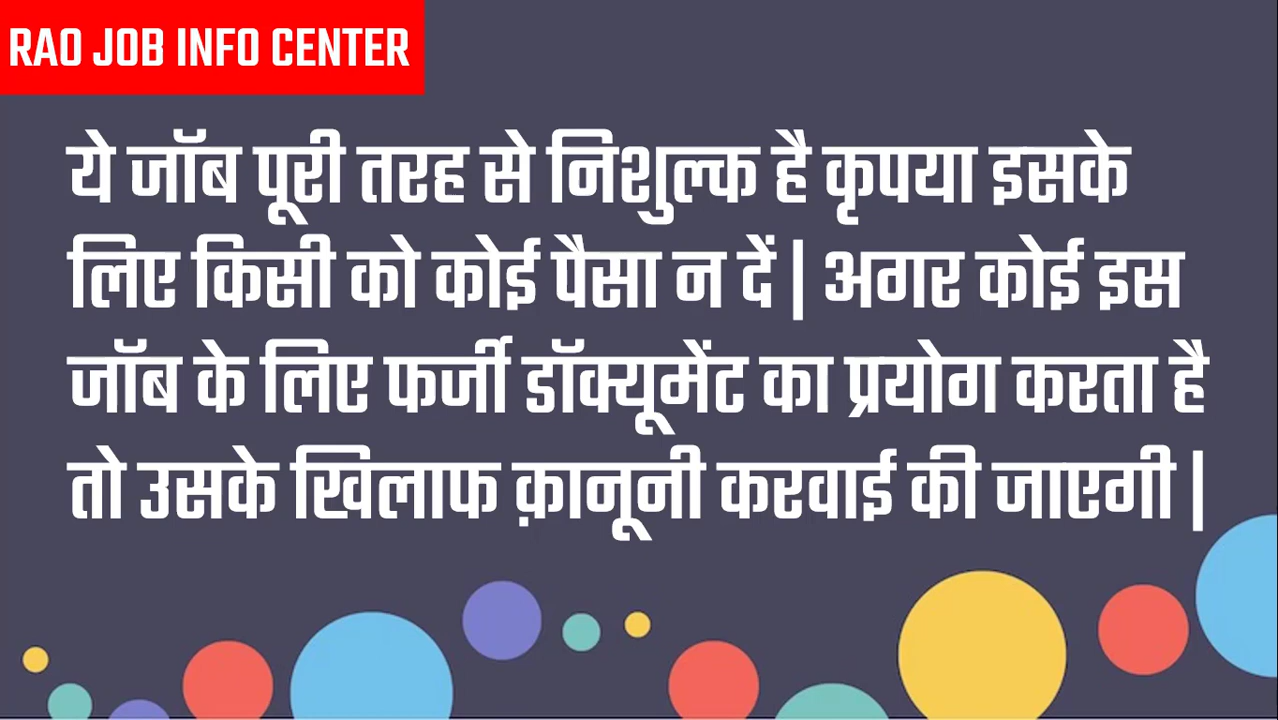 RAO JOB INFO CENTER
ये जॉब पूरी तरह से निशुल्क है कृपया इसके
लिए किसी को कोई पैसा न दें | अगर कोई इस
जॉब के लिए फर्जी डॉक्यूमेंट का प्रयोग करता है
तो उसके खिलाफ क़ानूनी करवाई की जाएगी |